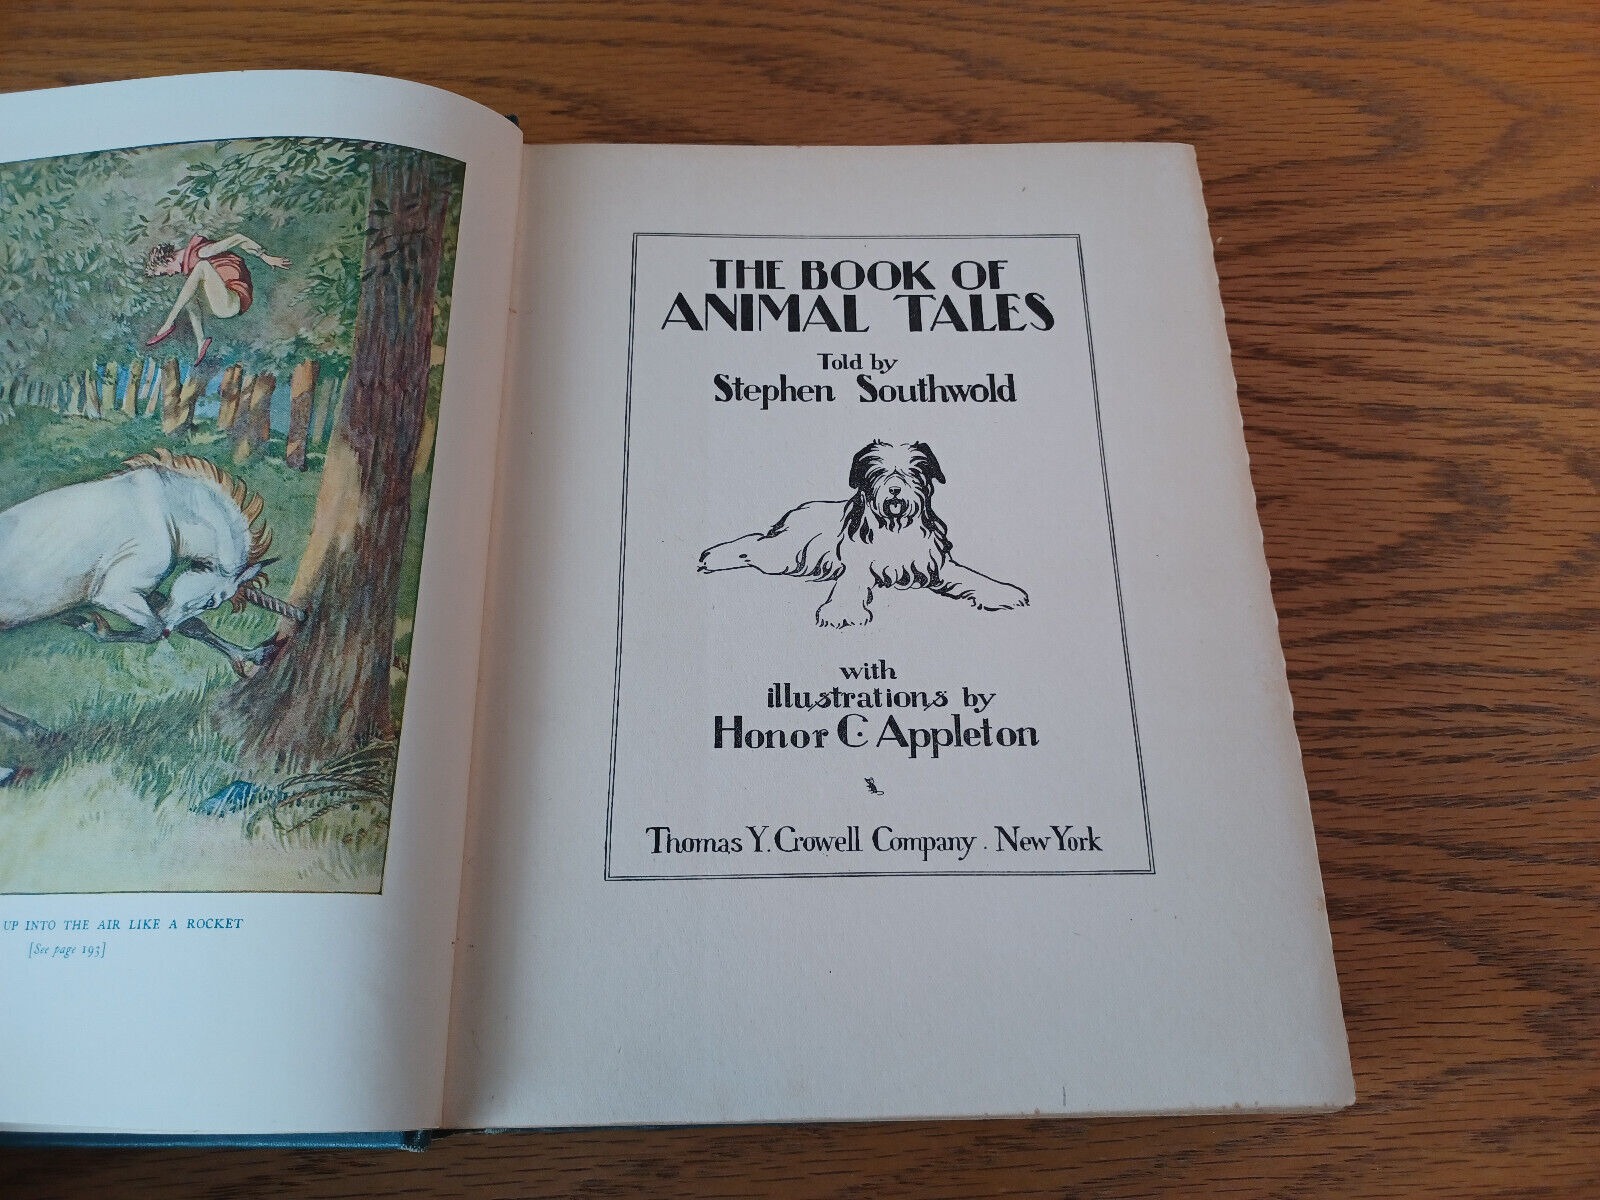 UP INTO THE AIR LIKE A ROCKET
[See page 193]
THE BOOK OF
ANIMAL TALES
Told by
Stephen Southwold
with
illustrations by
Honor C. Appleton
Thomas Y. Crowell Company . New York